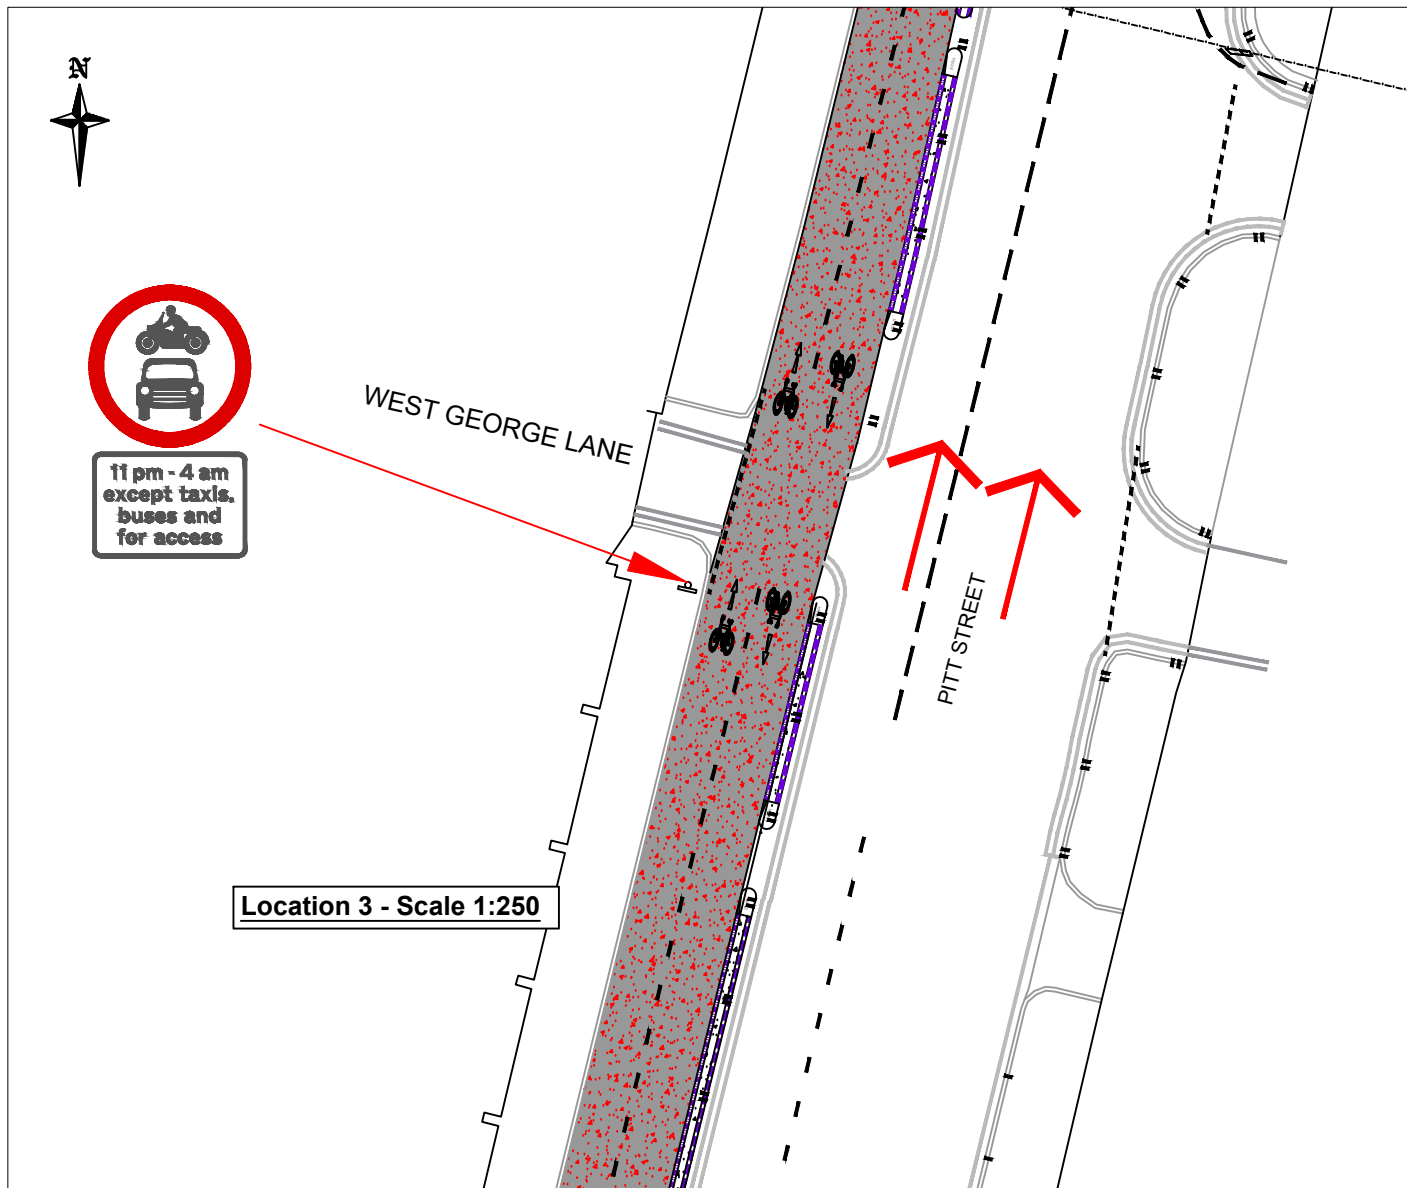 N
WEST GEORGE LANE
11 pm - 4 am
except taxis,
buses and
for access
PITT STREET
Location 3 - Scale 1:250